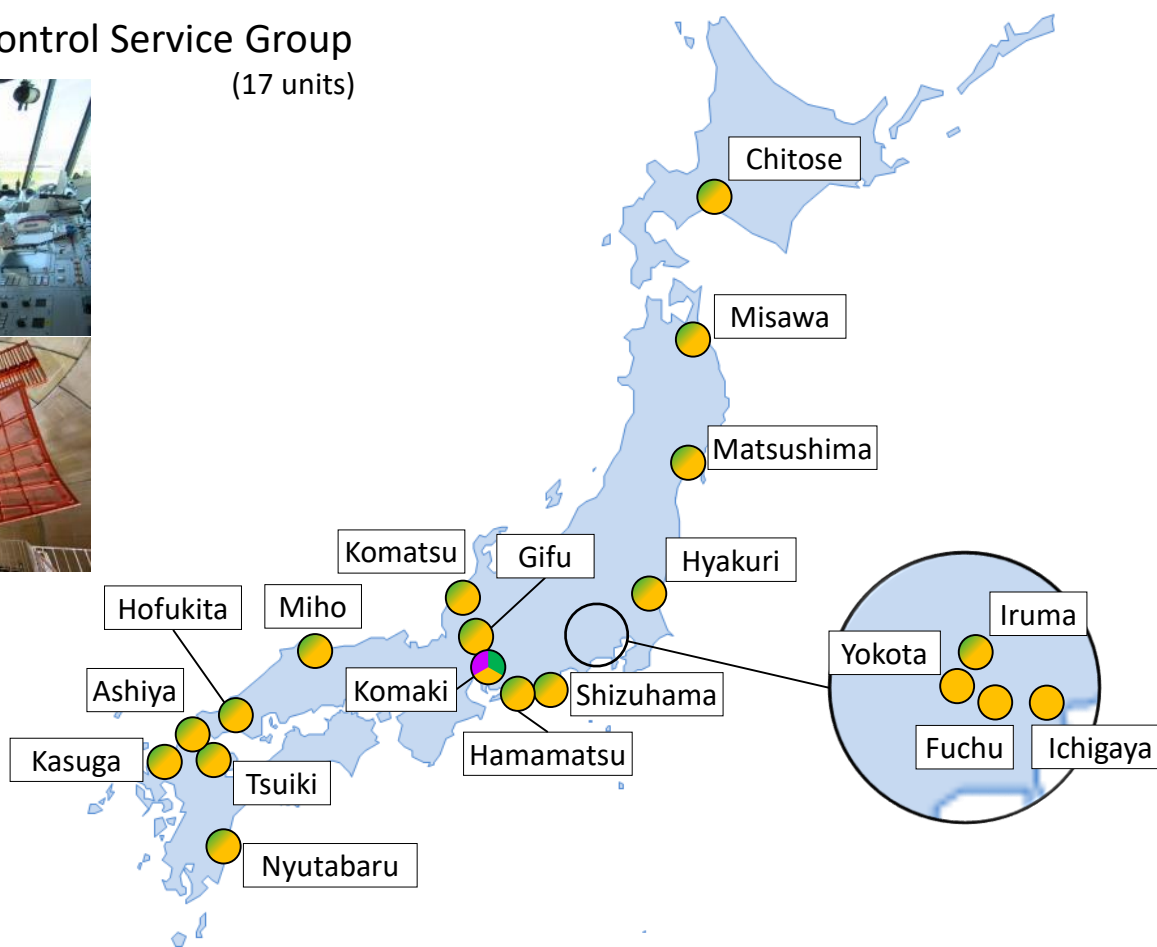 ontrol Service Group
(17 units)
Chitose
Misawa
Matsushima
Komatsu
Gifu
Hyakuri
Hofukita
Miho
Iruma
Yokota
Ashiya
Komaki
Shizuhama
Kasuga
Hamamatsu
Fuchu
Ichigaya
Tsuiki
Nyutabaru